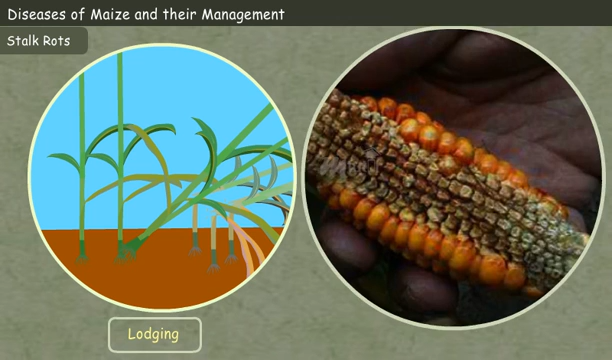 Diseases of Maize and their Management
Stalk Rots
Lodging